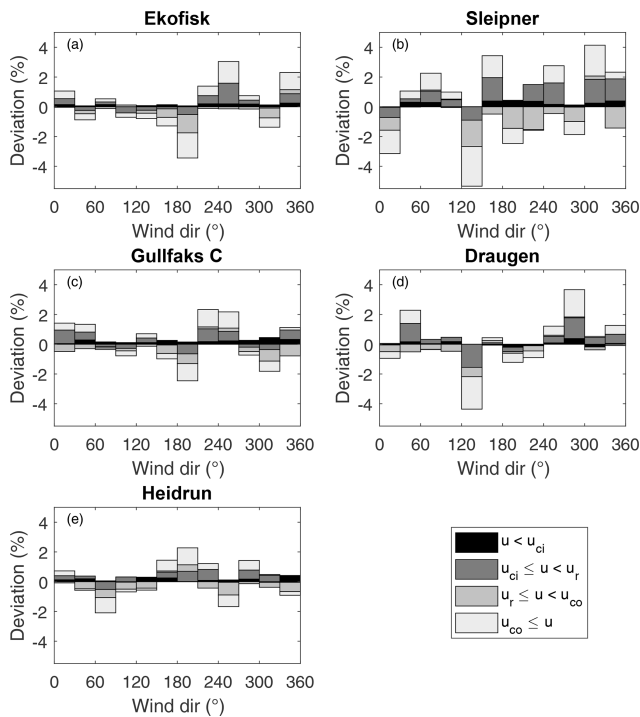 Ekofisk
(a)
Deviation (%)
4
2
0
-2
-4
0 60 120 180 240 300 360
Wind dir (°)
Sleipner
(b)
Deviation (%)
4
2
0
-2
-4
0 60 120 180 240 300 360
Wind dir (°)
Gullfaks C
(c)
Deviation (%)
4
2
0
-2
-4
0 60 120 180 240 300 360
Wind dir (°)
Draugen
(d)
Deviation (%)
4
2
0
-2
-4
0 60 120 180 240 300 360
Wind dir (°)
Heidrun
(e)
Deviation (%)
4
2
0
-2
-4
0 60 120 180 240 300 360
Wind dir (°)
u < u_ci
u_ci ≤ u < u_r
u_r ≤ u < u_co
u_co ≤ u